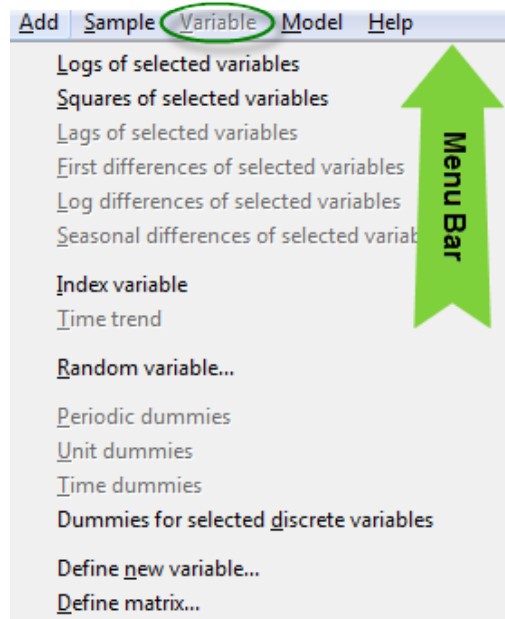 Add Sample Variable Model Help
Logs of selected variables
Squares of selected variables
Lags of selected variables
First differences of selected variables
Log differences of selected variables
Seasonal differences of selected variab
Index variable
Time trend
Random variable...
Periodic dummies
Unit dummies
Time dummies
Dummies for selected discrete variables
Define new variable...
Define matrix...
Menu Bar